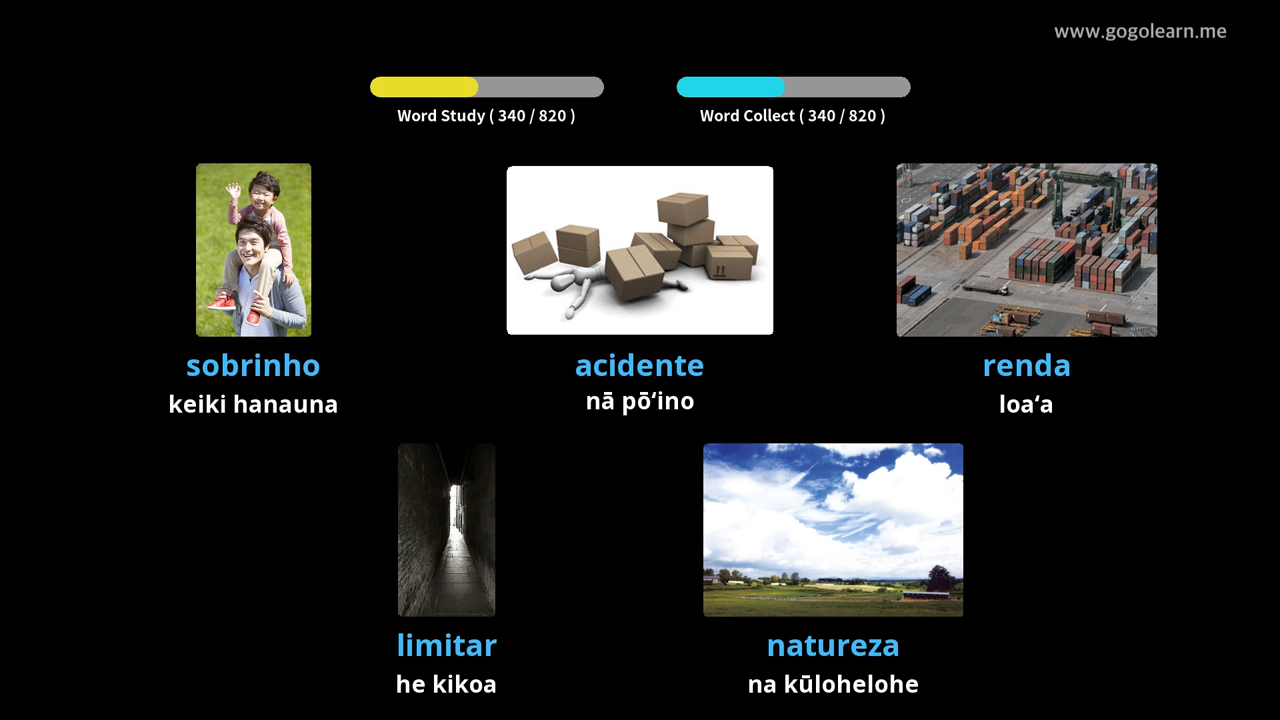 www.gogolearn.me
Word Study ( 340 / 820 )
Word Collect ( 340 / 820 )
sobrinho
keiki hanauna
acidente
nā pōʻino
renda
loaʻa
limitar
he kikoa
natureza
na kūlohelohe